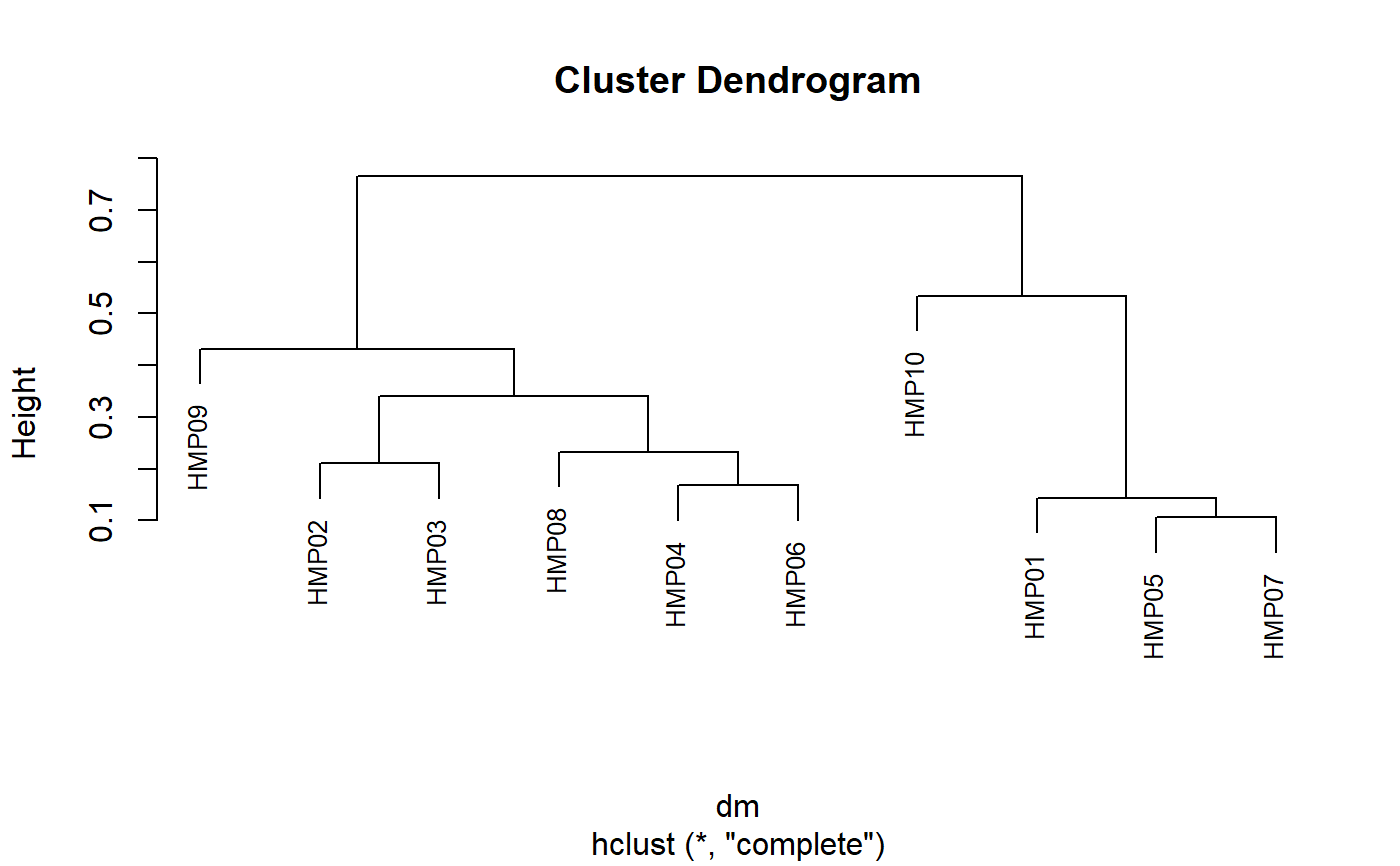 Cluster Dendrogram
Height
0.7
0.5
0.3
0.1
HMP09
HMP02
HMP03
HMP08
HMP04
HMP06
HMP10
HMP01
HMP05
HMP07
dm
hclust (*, "complete")